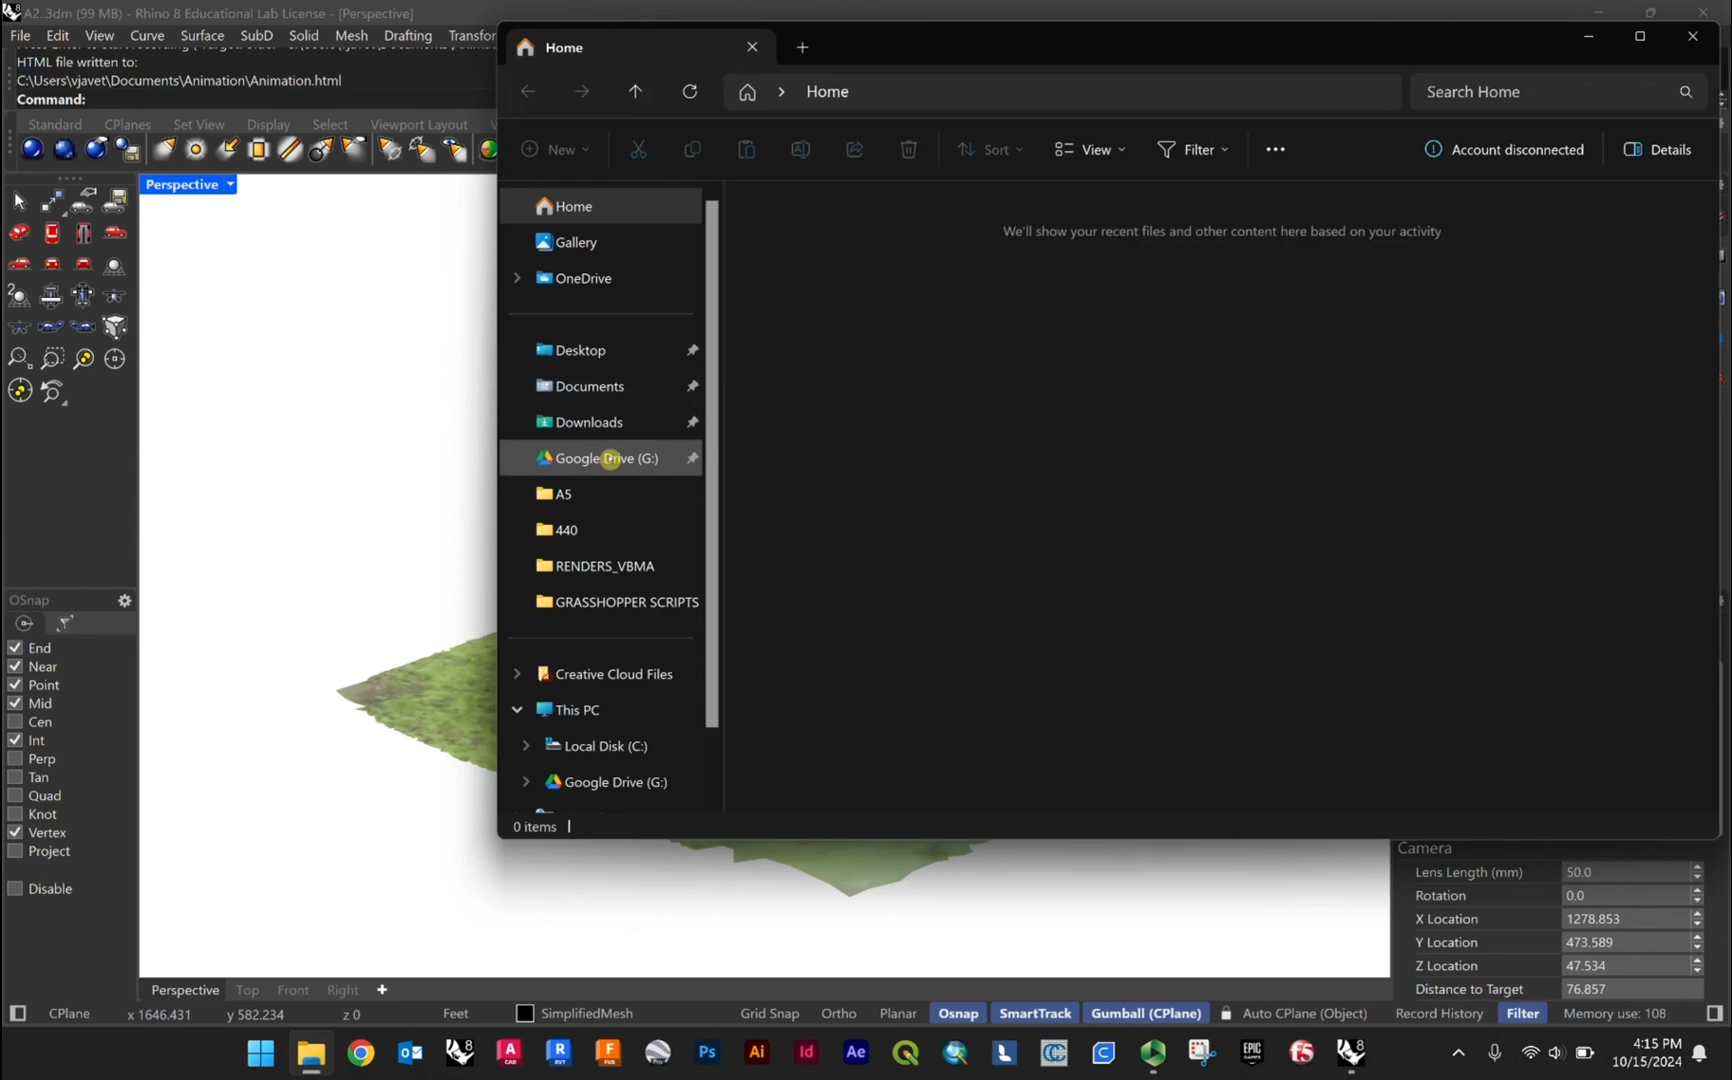 A2..3dm (99 MB) - Rhino 8 Educational Lab License - [Perspective]
File Edit View Curve Surface SubD Solid Mesh Drafting Transfor
HTML file written to:
C:\Users\vjavet\Documents\Animation\Animation.html
Command:
Standard CPlanes Set View Display Select Viewport Layout V
Perspective
Home
Home
Search Home
New
Sort
View
Filter
Account disconnected
Details
Home
Gallery
OneDrive
Desktop
Documents
Downloads
Google Drive (G:)
A5
440
RENDERS_VBMA
GRASSHOPPER SCRIPTS
Creative Cloud Files
This PC
Local Disk (C:)
Google Drive (G:)
0 items
We'll show your recent files and other content here based on your activity
OSnap
End
Near
Point
Mid
Cen
Int
Perp
Tan
Quad
Knot
Vertex
Project
Disable
Camera
Lens Length (mm) 50.0
Rotation 0.0
X Location 1278.853
Y Location 473.589
Z Location 47.534
Distance to Target 76.857
Perspective Top Front Right
CPlane x 1646.431 y 582.234 z 0 Feet SimplifiedMesh Grid Snap Ortho Planar Osnap SmartTrack Gumball (CPlane) Auto CPlane (Object) Record History Filter Memory use: 108
4:15 PM
10/15/2024